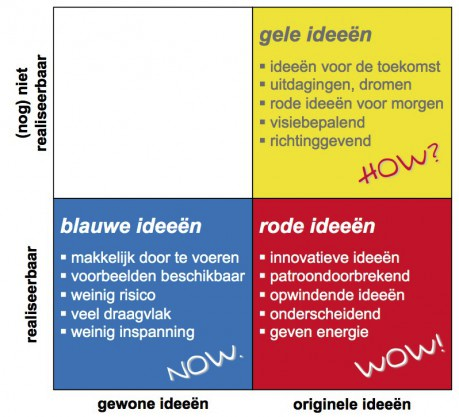 (nog) niet
realiseerbaar
gele ideeën
▪ ideeën voor de toekomst
▪ uitdagingen, dromen
▪ rode ideeën voor morgen
▪ visiebepalend
▪ richtinggevend
HOW?
realiseerbaar
blauwe ideeën
▪ makkelijk door te voeren
▪ voorbeelden beschikbaar
▪ weinig risico
▪ veel draagvlak
▪ weinig inspanning
NOW.
rode ideeën
▪ innovatieve ideeën
▪ patroondoorbrekend
▪ opwindende ideeën
▪ onderscheidend
▪ geven energie
WOW!
gewone ideeën
originele ideeën